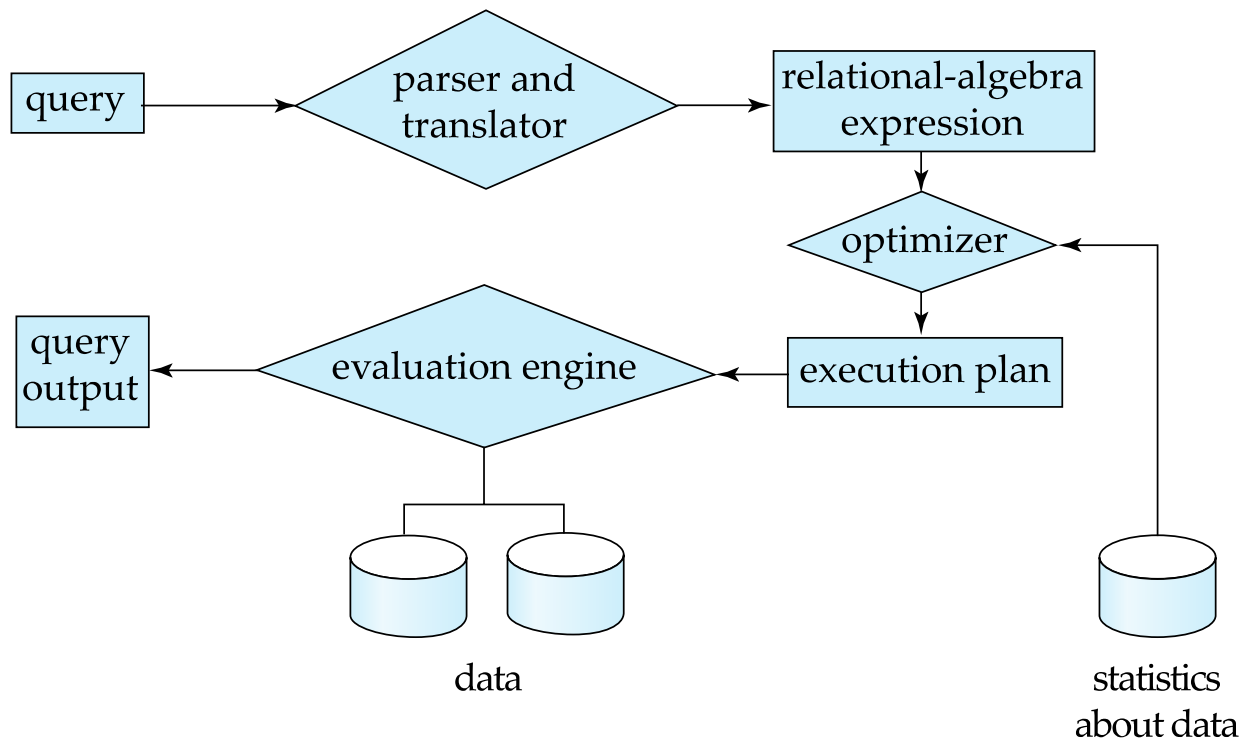 query
parser and
translator
relational-algebra
expression
optimizer
query
output
evaluation engine
execution plan
data
statistics
about data